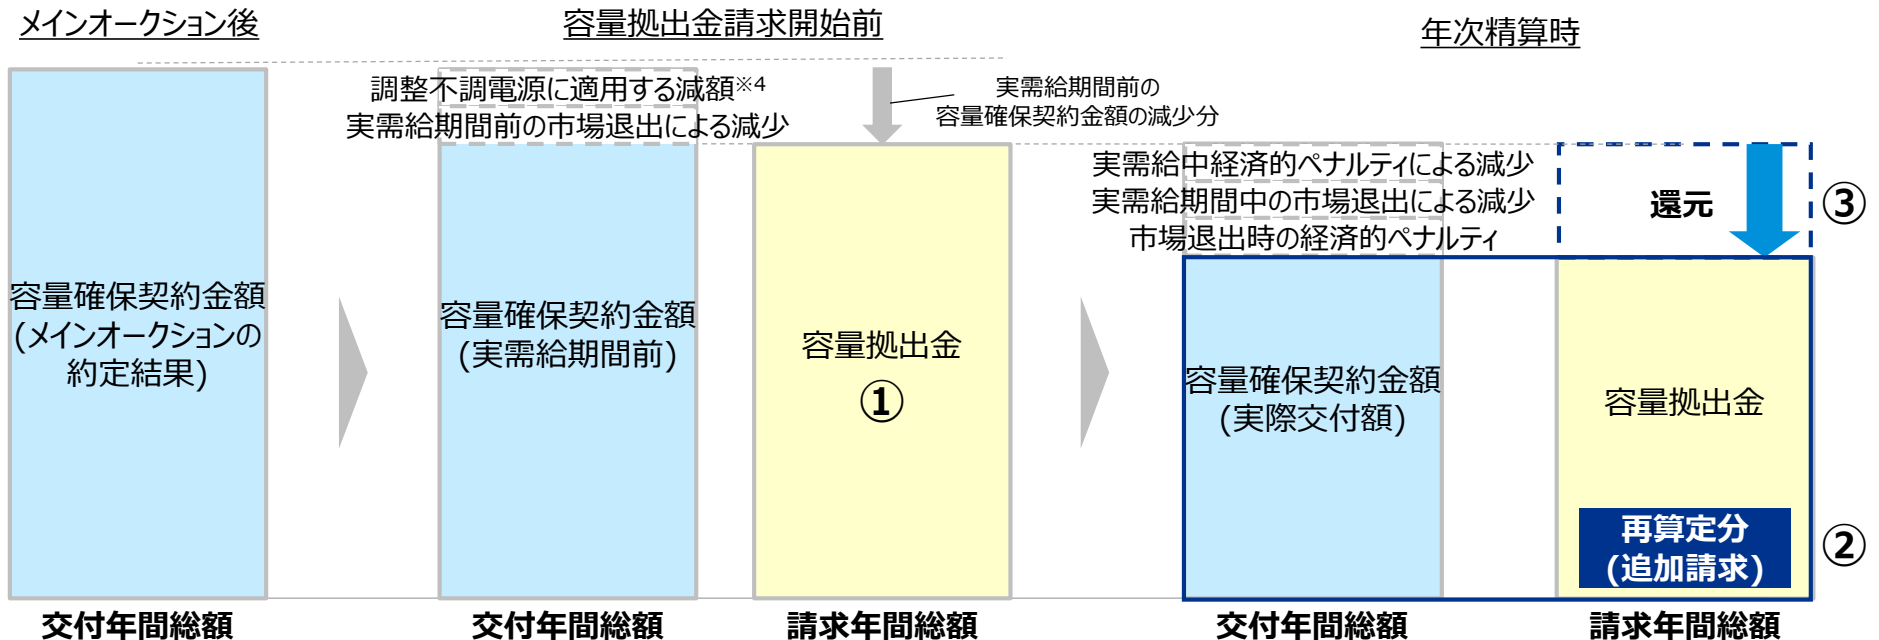 メインオークション後
容量拠出金請求開始前
年次精算時
調整不調電源に適用する減額※4
実需給期間前の市場退出による減少
実需給期間前の
容量確保契約金額の減少分
実需給中経済的ペナルティによる減少
実需給期間中の市場退出による減少
市場退出時の経済的ペナルティ
還元
③
容量確保契約金額
(メインオークションの
約定結果)
容量確保契約金額
(実需給期間前)
容量拠出金
①
容量確保契約金額
(実際交付額)
容量拠出金
再算定分
(追加請求)
②
交付年間総額
交付年間総額
請求年間総額
交付年間総額
請求年間総額